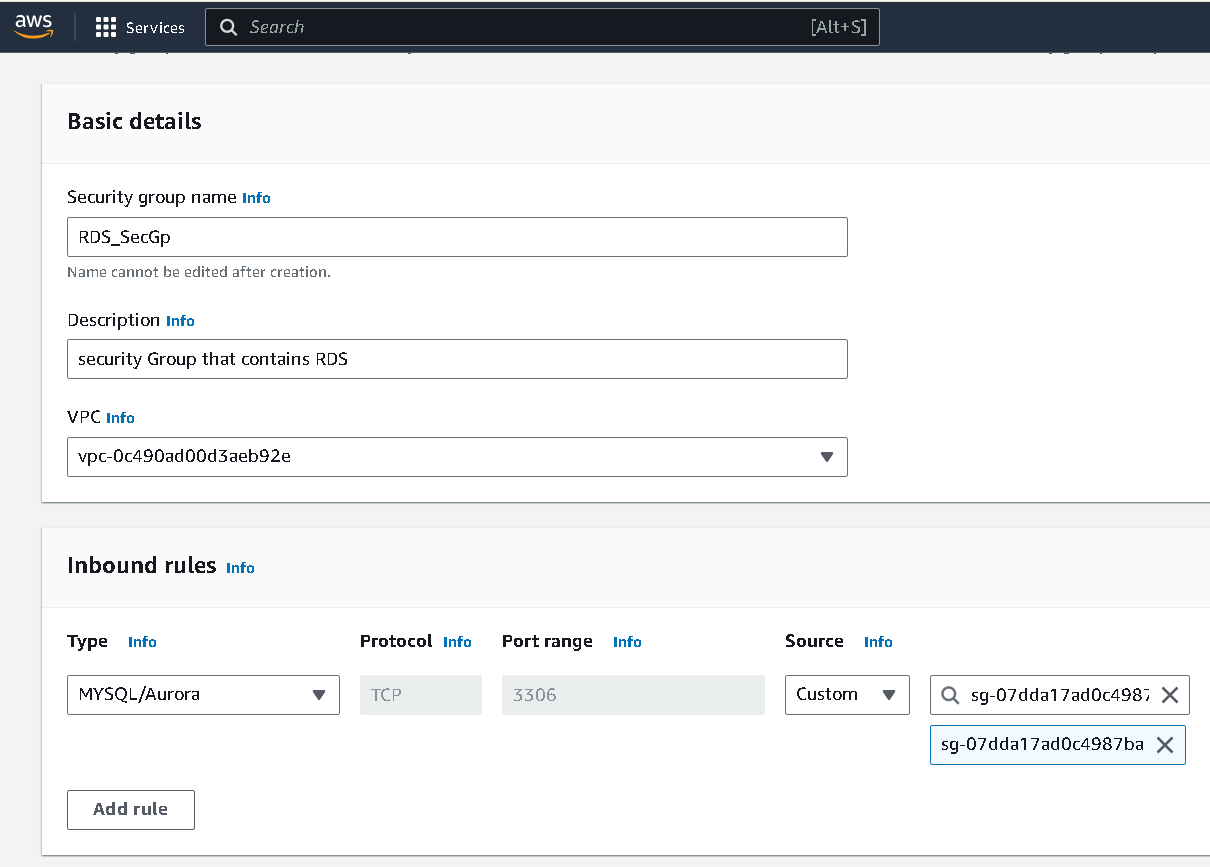 aws Services Search [Alt+S]
Basic details
Security group name Info
RDS_SecGp
Name cannot be edited after creation.
Description Info
security Group that contains RDS
VPC Info
vpc-0c490ad00d3aeb92e
Inbound rules Info
Type Info Protocol Info Port range Info Source Info
MYSQL/Aurora TCP 3306 Custom sg-07dda17ad0c4987
sg-07dda17ad0c4987ba
Add rule